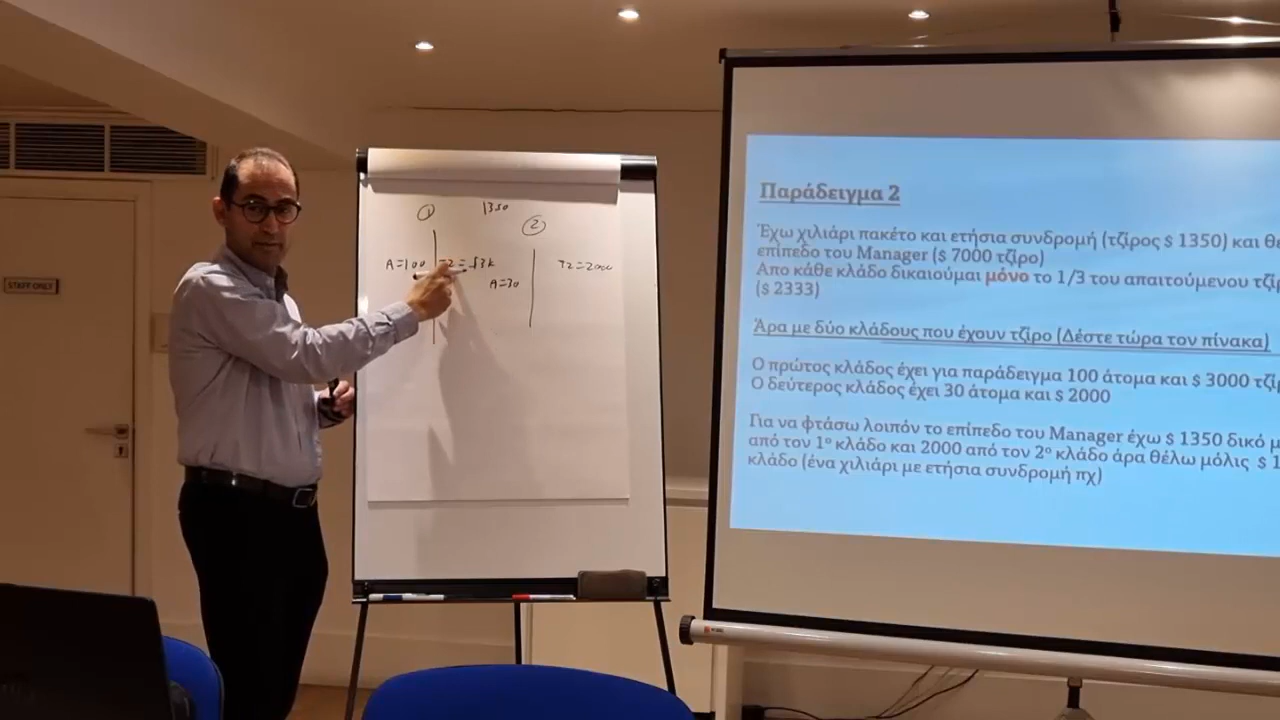 STAFF ONLY
1350
1
2
A=100
TZ=$3k
TZ=2000
A=30
Παράδειγμα 2
Έχω χιλιάρι πακέτο και ετήσια συνδρομή (τζίρος $ 1350) και
επίπεδο του Manager ($ 7000 τζίρο)
Απο κάθε κλάδο δικαιούμαι μόνο το 1/3 του απαιτούμενου
($ 2333)
Άρα με δύο κλάδους που έχουν τζίρο (Δέστε τώρα τον πίνακα)
Ο πρώτος κλάδος έχει για παράδειγμα 100 άτομα και $ 3000
Ο δεύτερος κλάδος έχει 30 άτομα και $ 2000
Για να φτάσω λοιπόν το επίπεδο του Manager έχω $ 1350 δικό
από τον 1ο κλάδο και 2000 από τον 2ο κλάδο άρα θέλω μόλις $
κλάδο (ένα χιλιάρι με ετήσια συνδρομή πχ)